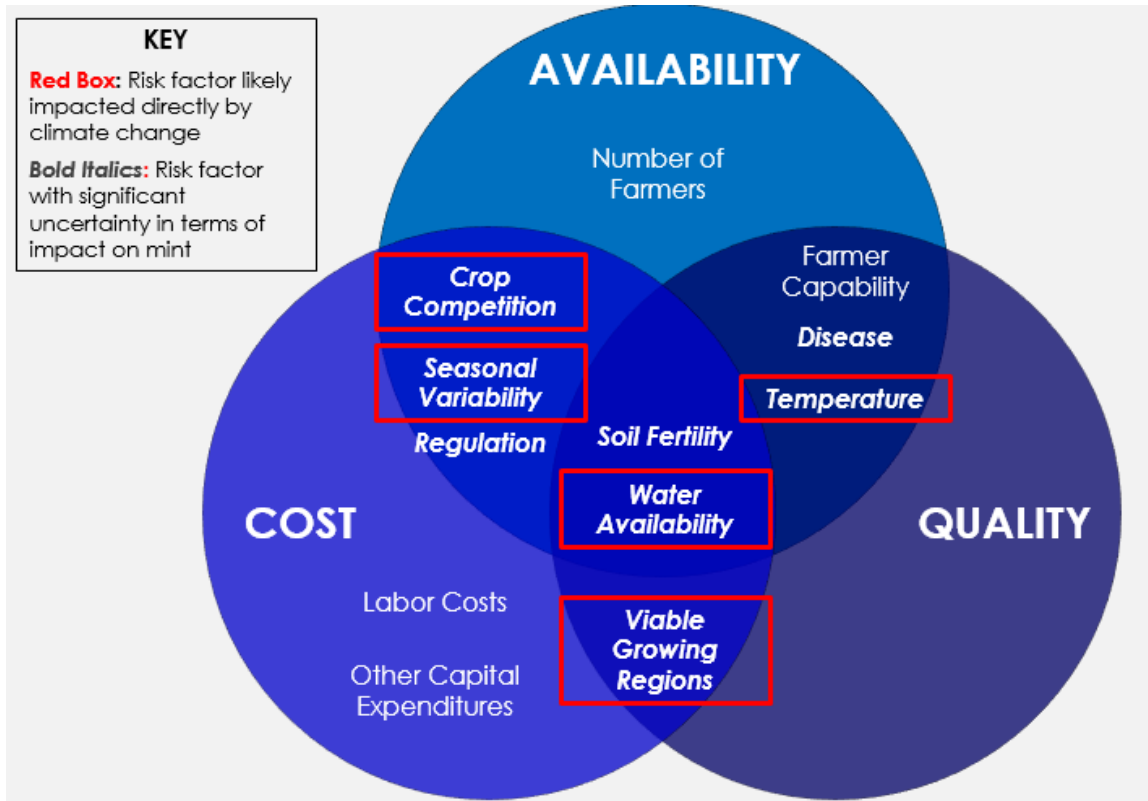 KEY
Red Box: Risk factor likely
impacted directly by
climate change
Bold Italics: Risk factor
with significant
uncertainty in terms of
impact on mint
AVAILABILITY
Number of
Farmers
Crop
Competition
Seasonal
Variability
Regulation
Farmer
Capability
Disease
Temperature
Soil Fertility
Water
Availability
COST
QUALITY
Labor Costs
Other Capital
Expenditures
Viable
Growing
Regions